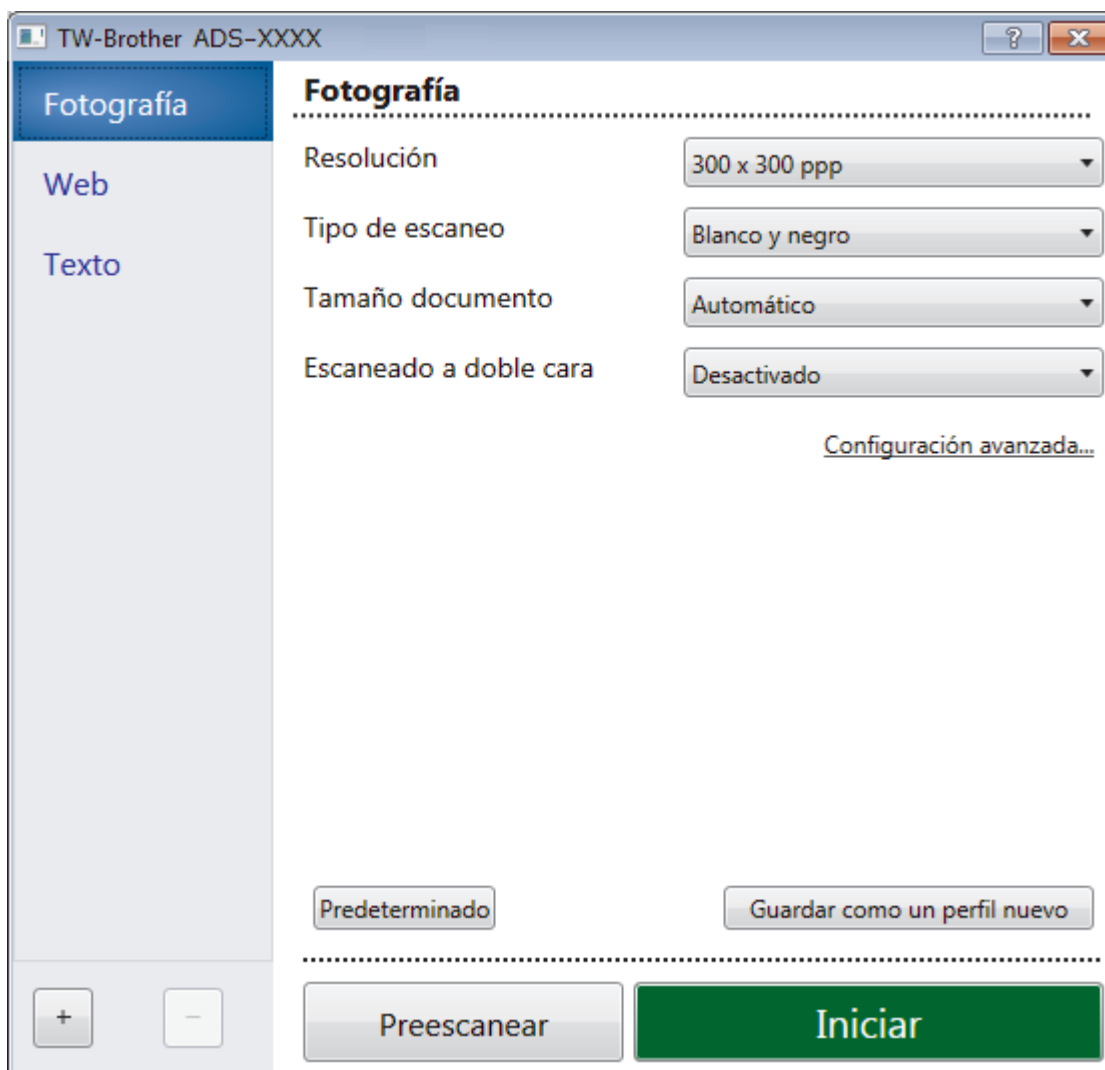 TW-Brother ADS-XXXX
?
Fotografía
Web
Texto
Fotografía
Resolución
300 x 300 ppp
Tipo de escaneo
Blanco y negro
Tamaño documento
Automático
Escaneado a doble cara
Desactivado
Configuración avanzada...
Predeterminado
Guardar como un perfil nuevo
+
−
Preescanear
Iniciar